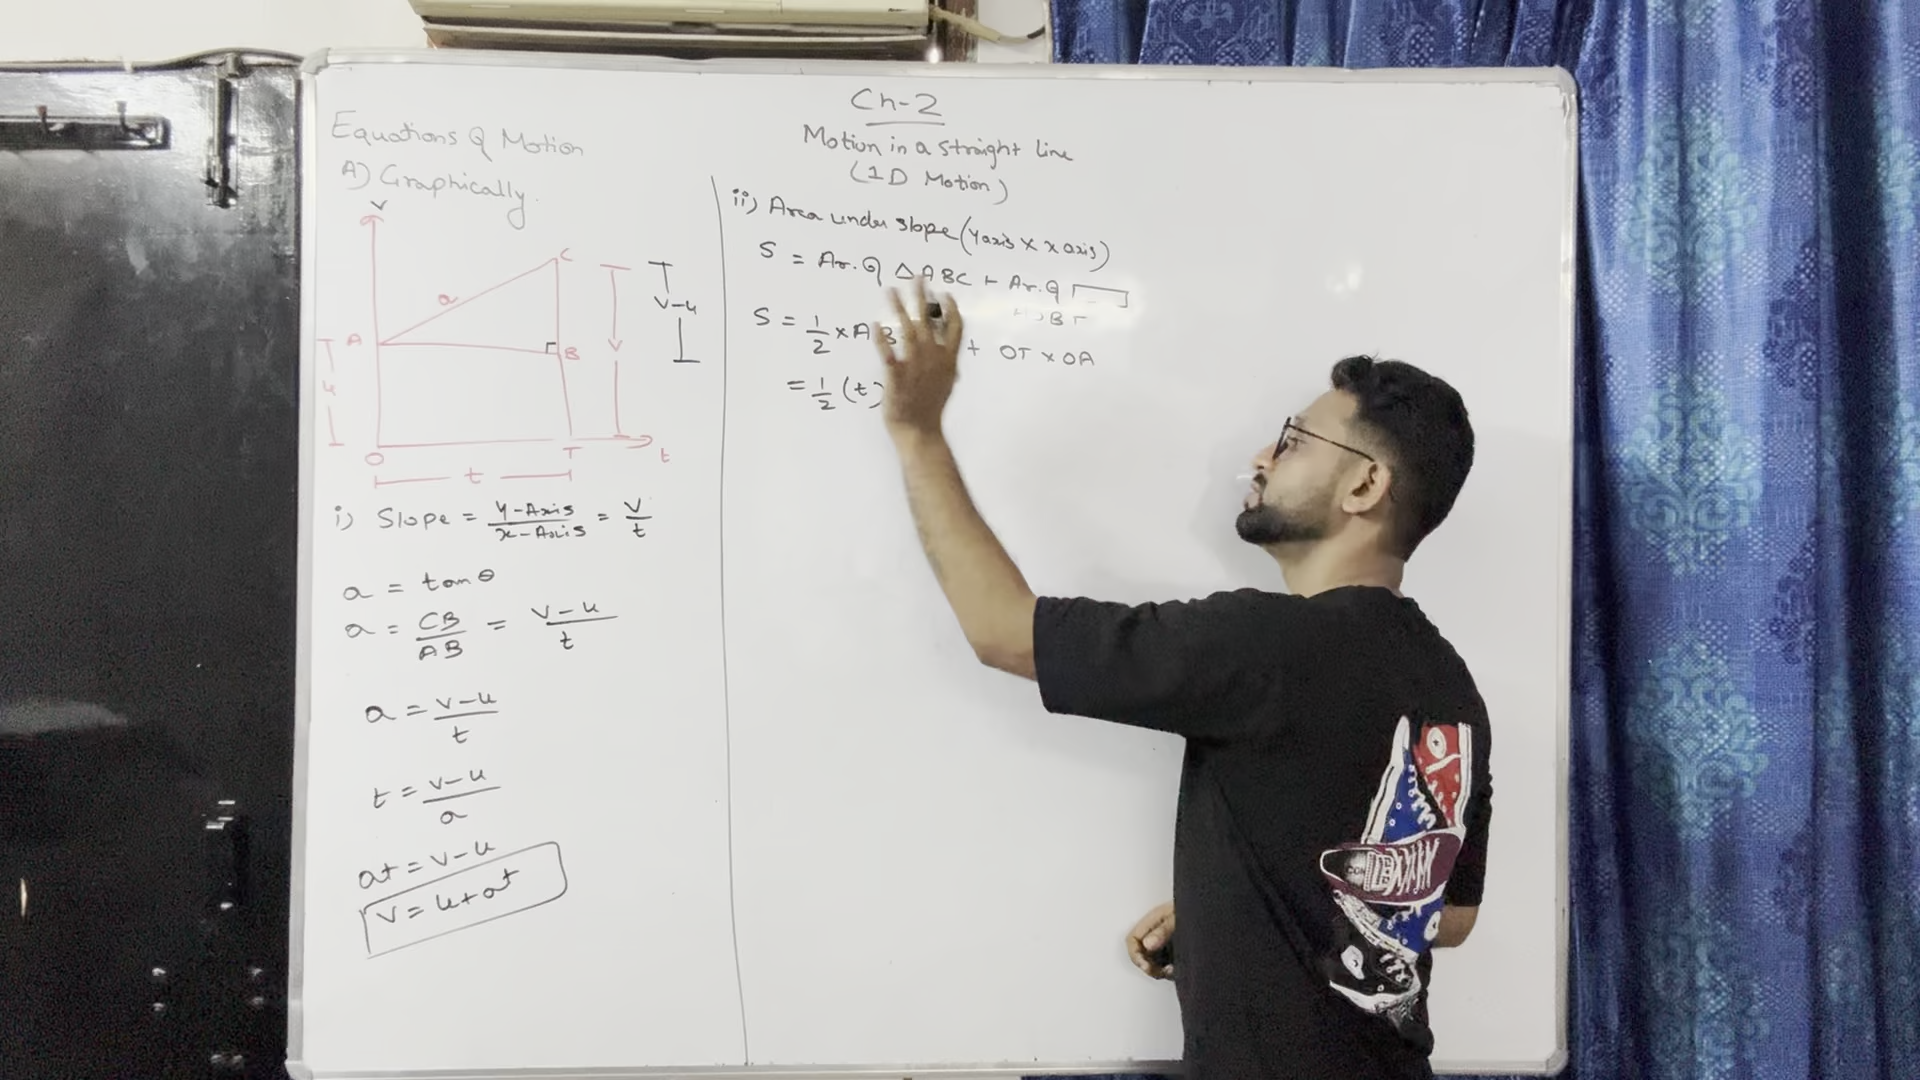 Ch-2
Motion in a straight line
(1D Motion)
Equations of Motion
A) Graphically.
v
C
a
A
B
u
v
v-u
O
T
t
t
i) Slope = y-Axis/x-Axis = v/t
a = tan θ
a = CB/AB = v-u/t
a = v-u/t
t = v-u/a
at = v-u
v = u+at
ii) Area under slope (y axis × x axis)
S = Ar. of △ABC + Ar. of
S = 1/2 × AB + OT × OA
= 1/2 (t)